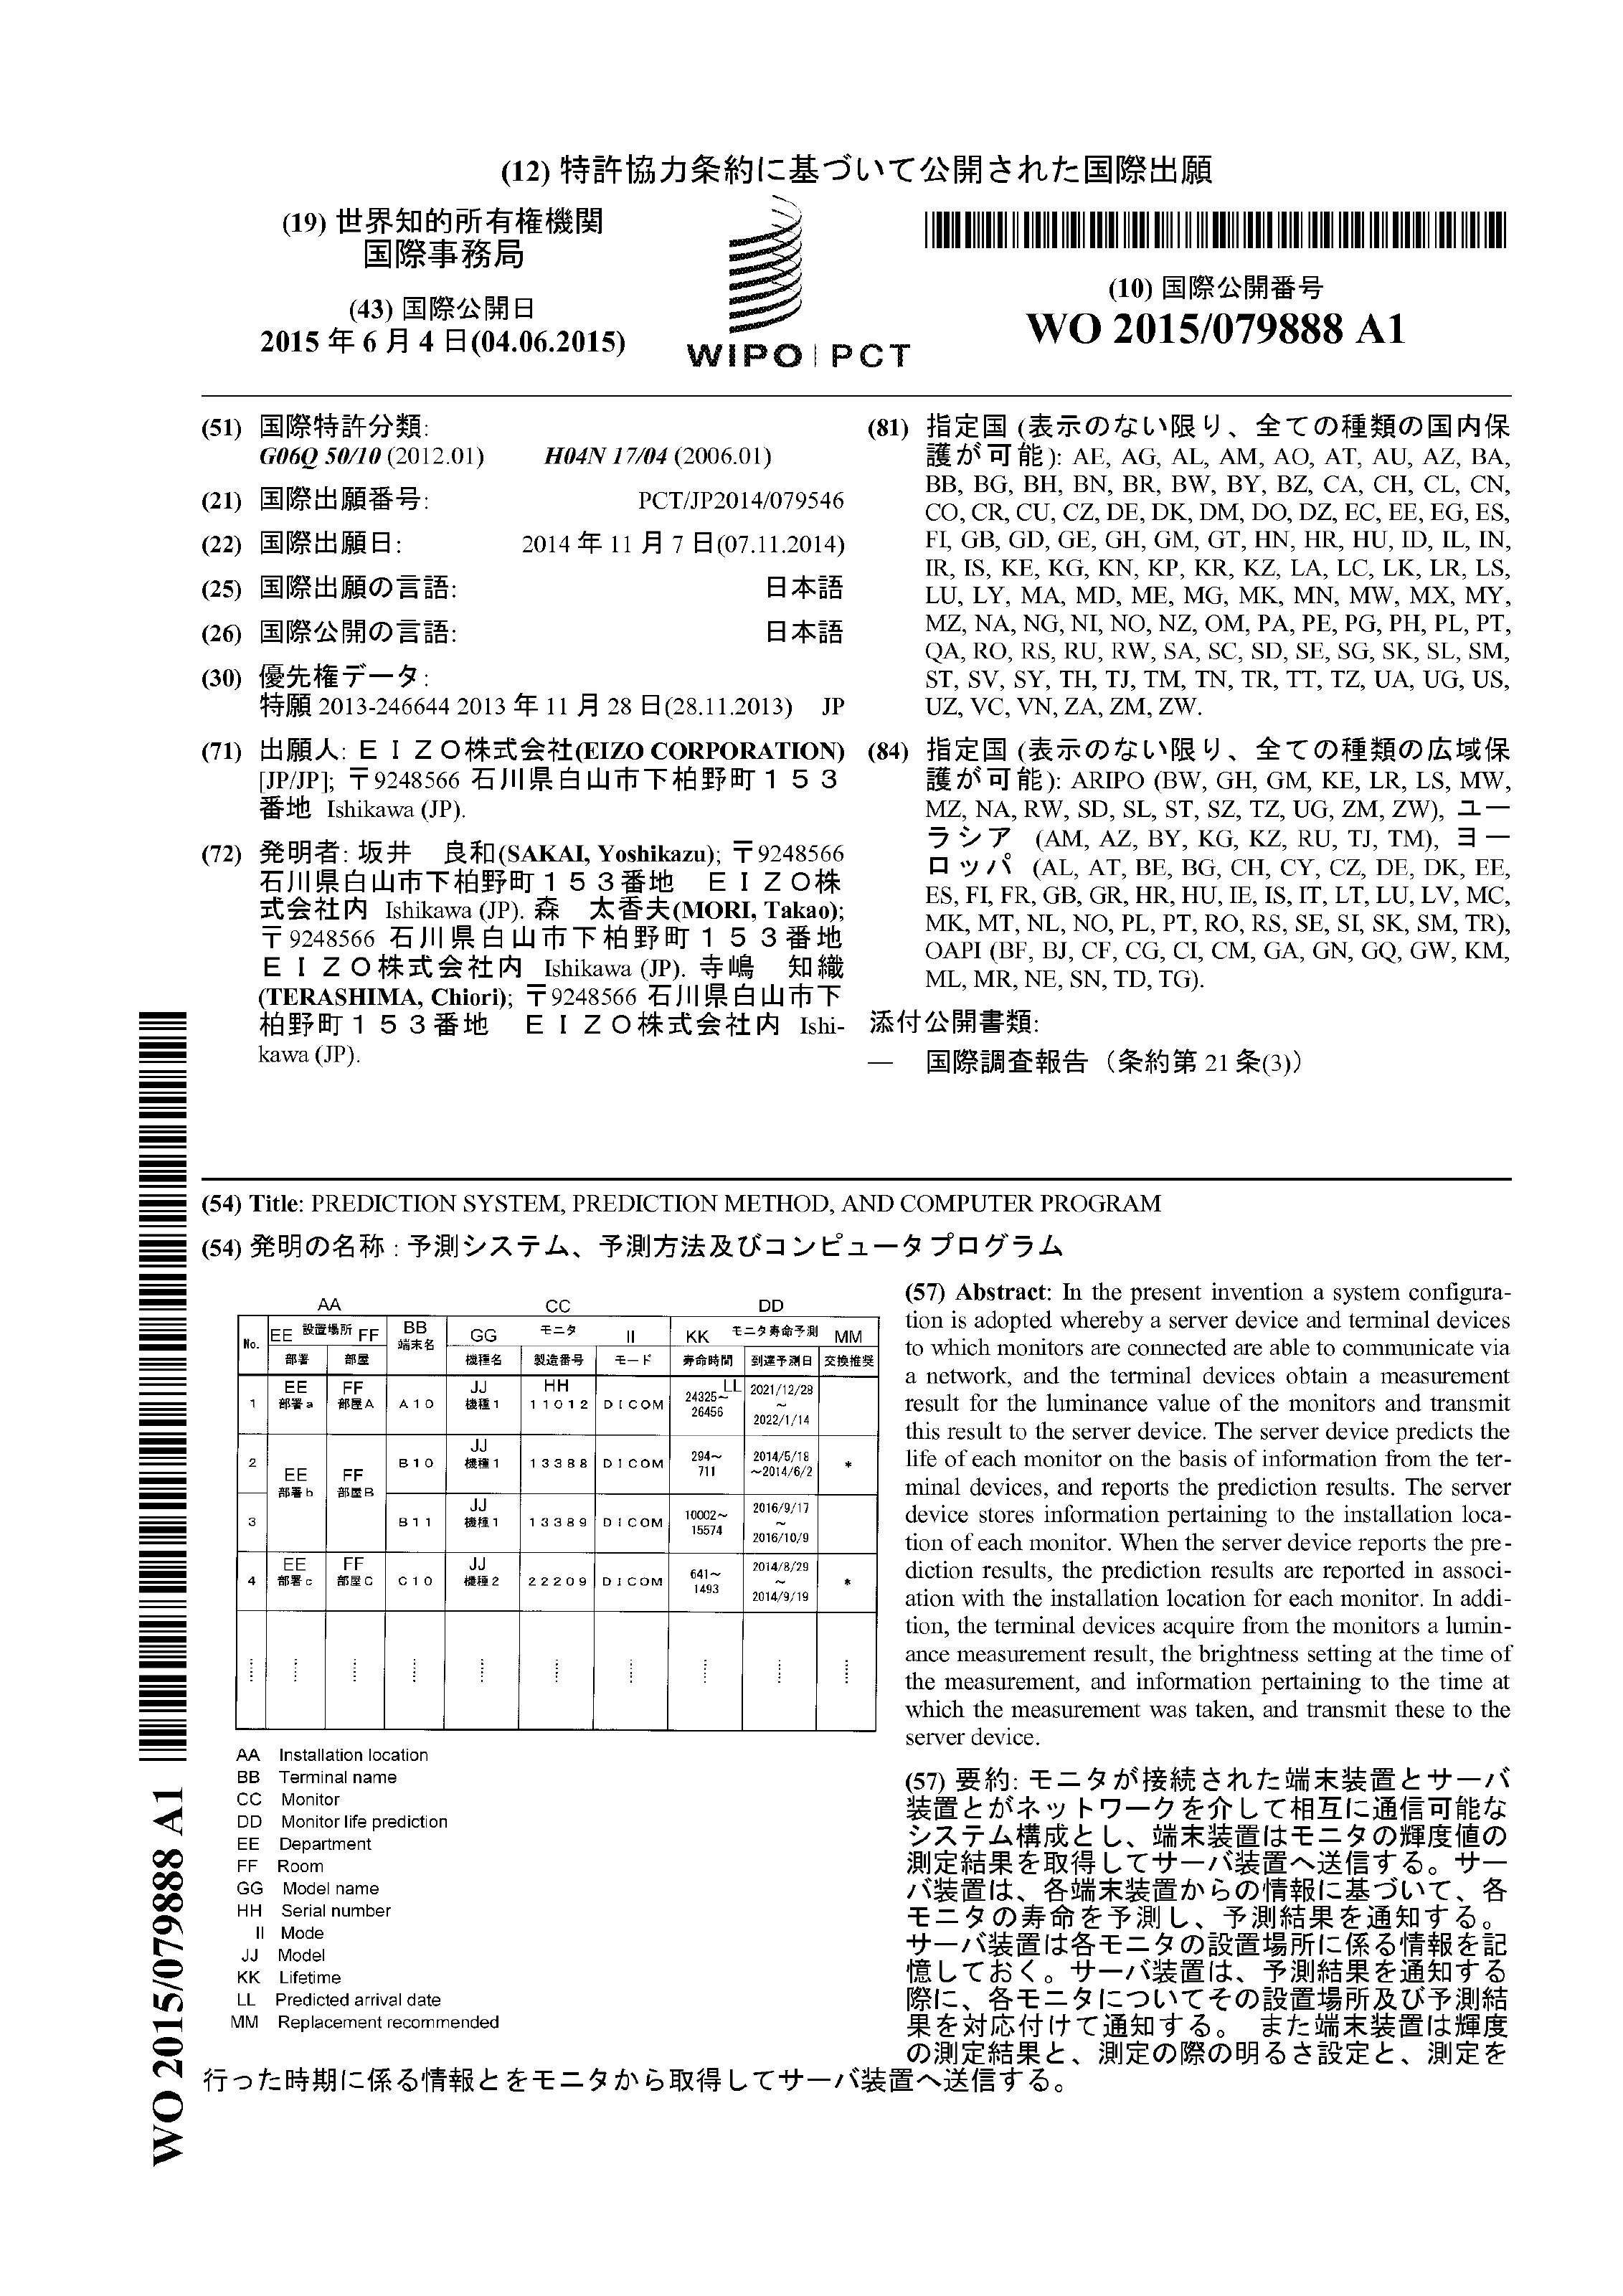 (12) 特許協力条約に基づいて公開された国際出願
(19) 世界知的所有権機関
国際事務局
(43) 国際公開日
2015 年 6 月 4 日(04.06.2015)
WIPO | PCT
(10) 国際公開番号
WO 2015/079888 A1
(51) 国際特許分類:
G06Q 50/10 (2012.01) H04N 17/04 (2006.01)
(21) 国際出願番号: PCT/JP2014/079546
(22) 国際出願日: 2014 年 11 月 7 日(07.11.2014)
(25) 国際出願の言語: 日本語
(26) 国際公開の言語: 日本語
(30) 優先権データ:
特願 2013-246644 2013 年 11 月 28 日(28.11.2013) JP
(71) 出願人: ＥＩＺＯ株式会社(EIZO CORPORATION)
[JP/JP]; 〒9248566 石川県白山市下柏野町１５３
番地 Ishikawa (JP).
(72) 発明者: 坂井 良和(SAKAI, Yoshikazu); 〒9248566
石川県白山市下柏野町１５３番地 ＥＩＺＯ株
式会社内 Ishikawa (JP). 森 太香夫(MORI, Takao);
〒9248566 石川県白山市下柏野町１５３番地
ＥＩＺＯ株式会社内 Ishikawa (JP). 寺嶋 知織
(TERASHIMA, Chiori); 〒9248566 石川県白山市下
柏野町１５３番地 ＥＩＺＯ株式会社内 Ishi-
kawa (JP).
(81) 指定国 (表示のない限り、全ての種類の国内保
護が可能): AE, AG, AL, AM, AO, AT, AU, AZ, BA,
BB, BG, BH, BN, BR, BW, BY, BZ, CA, CH, CL, CN,
CO, CR, CU, CZ, DE, DK, DM, DO, DZ, EC, EE, EG, ES,
FI, GB, GD, GE, GH, GM, GT, HN, HR, HU, ID, IL, IN,
IR, IS, KE, KG, KN, KP, KR, KZ, LA, LC, LK, LR, LS,
LU, LY, MA, MD, ME, MG, MK, MN, MW, MX, MY,
MZ, NA, NG, NI, NO, NZ, OM, PA, PE, PG, PH, PL, PT,
QA, RO, RS, RU, RW, SA, SC, SD, SE, SG, SK, SL, SM,
ST, SV, SY, TH, TJ, TM, TN, TR, TT, TZ, UA, UG, US,
UZ, VC, VN, ZA, ZM, ZW.
(84) 指定国 (表示のない限り、全ての種類の広域保
護が可能): ARIPO (BW, GH, GM, KE, LR, LS, MW,
MZ, NA, RW, SD, SL, ST, SZ, TZ, UG, ZM, ZW), ユー
ラシア (AM, AZ, BY, KG, KZ, RU, TJ, TM), ヨー
ロッパ (AL, AT, BE, BG, CH, CY, CZ, DE, DK, EE,
ES, FI, FR, GB, GR, HR, HU, IE, IS, IT, LT, LU, LV, MC,
MK, MT, NL, NO, PL, PT, RO, RS, SE, SI, SK, SM, TR),
OAPI (BF, BJ, CF, CG, CI, CM, GA, GN, GQ, GW, KM,
ML, MR, NE, SN, TD, TG).
添付公開書類:
— 国際調査報告（条約第 21 条(3)）
(54) Title: PREDICTION SYSTEM, PREDICTION METHOD, AND COMPUTER PROGRAM
(54) 発明の名称 : 予測システム、予測方法及びコンピュータプログラム
AA CC DD
No. EE 設置場所 FF BB 端末名 GG モニタ II KK モニタ寿命予測 MM
部署 部屋 機種名 製造番号 モード 寿命時間 到達予測日 交換推奨
EE FF JJ HH LL
1 部署a 部屋A A10 機種1 11012 DICOM 24325～26456 2021/12/28～2022/1/14
JJ
2 B10 機種1 13388 DICOM 294～711 2014/5/18～2014/6/2 *
EE FF
部署b 部屋B
JJ
3 B11 機種1 13389 DICOM 10002～15574 2016/9/17～2016/10/9
EE FF JJ
4 部署c 部屋C C10 機種2 22209 DICOM 641～1493 2014/8/29～2014/9/19 *
AA Installation location
BB Terminal name
CC Monitor
DD Monitor life prediction
EE Department
FF Room
GG Model name
HH Serial number
II Mode
JJ Model
KK Lifetime
LL Predicted arrival date
MM Replacement recommended
(57) Abstract: In the present invention a system configura-
tion is adopted whereby a server device and terminal devices
to which monitors are connected are able to communicate via
a network, and the terminal devices obtain a measurement
result for the luminance value of the monitors and transmit
this result to the server device. The server device predicts the
life of each monitor on the basis of information from the ter-
minal devices, and reports the prediction results. The server
device stores information pertaining to the installation loca-
tion of each monitor. When the server device reports the pre-
diction results, the prediction results are reported in associ-
ation with the installation location for each monitor. In addi-
tion, the terminal devices acquire from the monitors a lumin-
ance measurement result, the brightness setting at the time of
the measurement, and information pertaining to the time at
which the measurement was taken, and transmit these to the
server device.
(57) 要約: モニタが接続された端末装置とサーバ
装置とがネットワークを介して相互に通信可能な
システム構成とし、端末装置はモニタの輝度値の
測定結果を取得してサーバ装置へ送信する。サー
バ装置は、各端末装置からの情報に基づいて、各
モニタの寿命を予測し、予測結果を通知する。
サーバ装置は各モニタの設置場所に係る情報を記
憶しておく。サーバ装置は、予測結果を通知する
際に、各モニタについてその設置場所及び予測結
果を対応付けて通知する。 また端末装置は輝度
の測定結果と、測定の際の明るさ設定と、測定を
行った時期に係る情報とをモニタから取得してサーバ装置へ送信する。
WO 2015/079888 A1